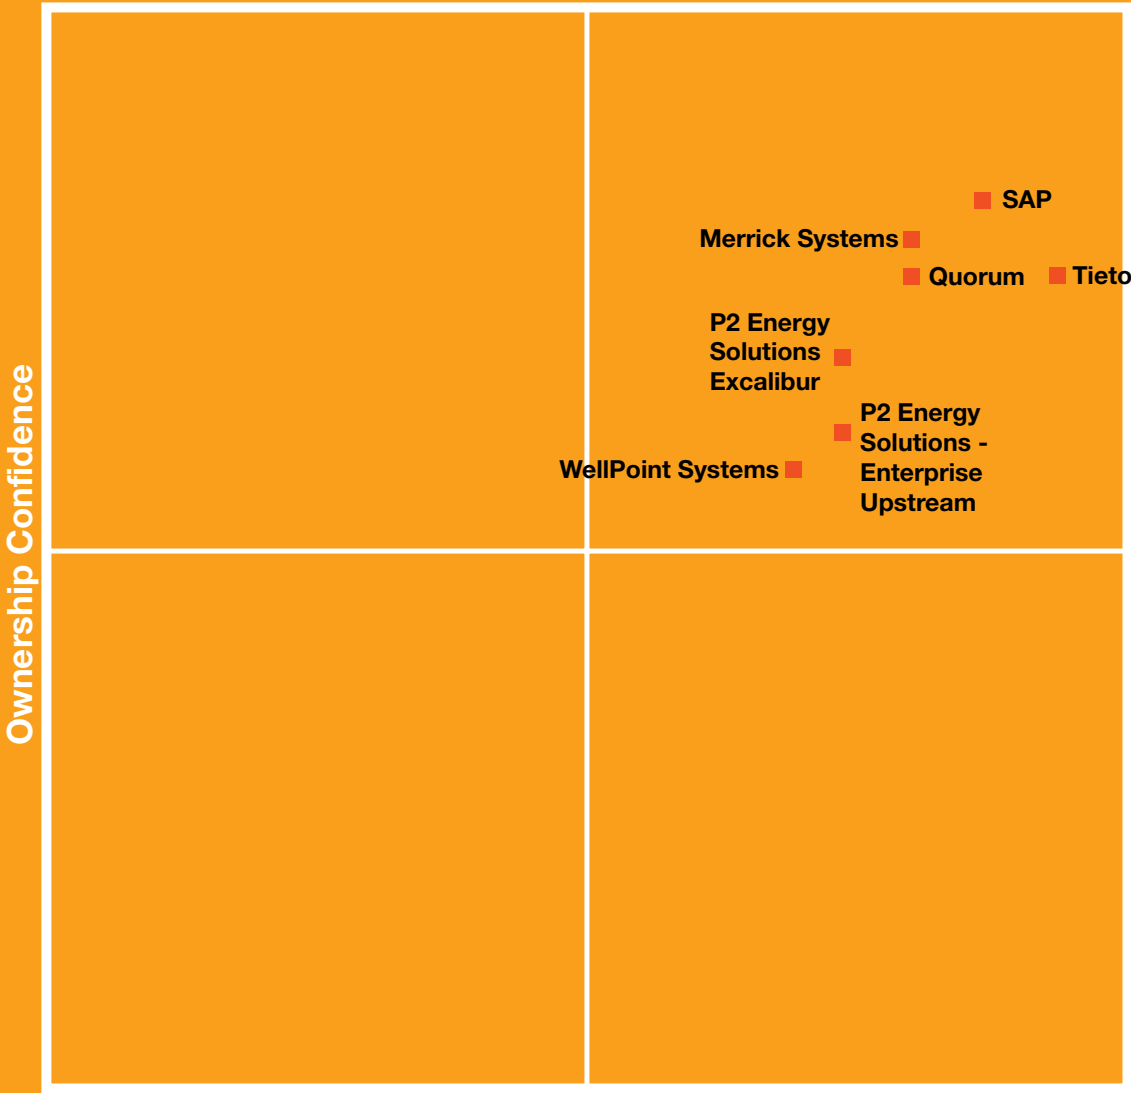 SAP
Merrick Systems
Quorum
Tieto
P2 Energy
Solutions
Excalibur
P2 Energy
Solutions -
Enterprise
Upstream
WellPoint Systems
Ownership Confidence